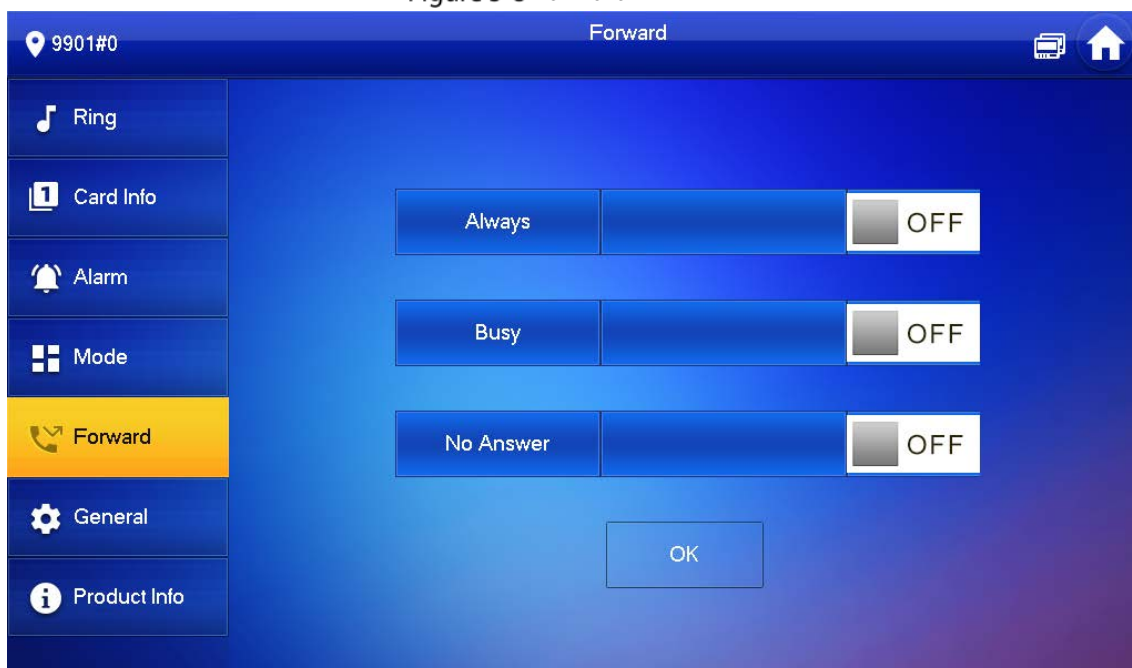 9901#0
Forward
Ring
Card Info
Alarm
Mode
Forward
General
Product Info
Always
OFF
Busy
OFF
No Answer
OFF
OK